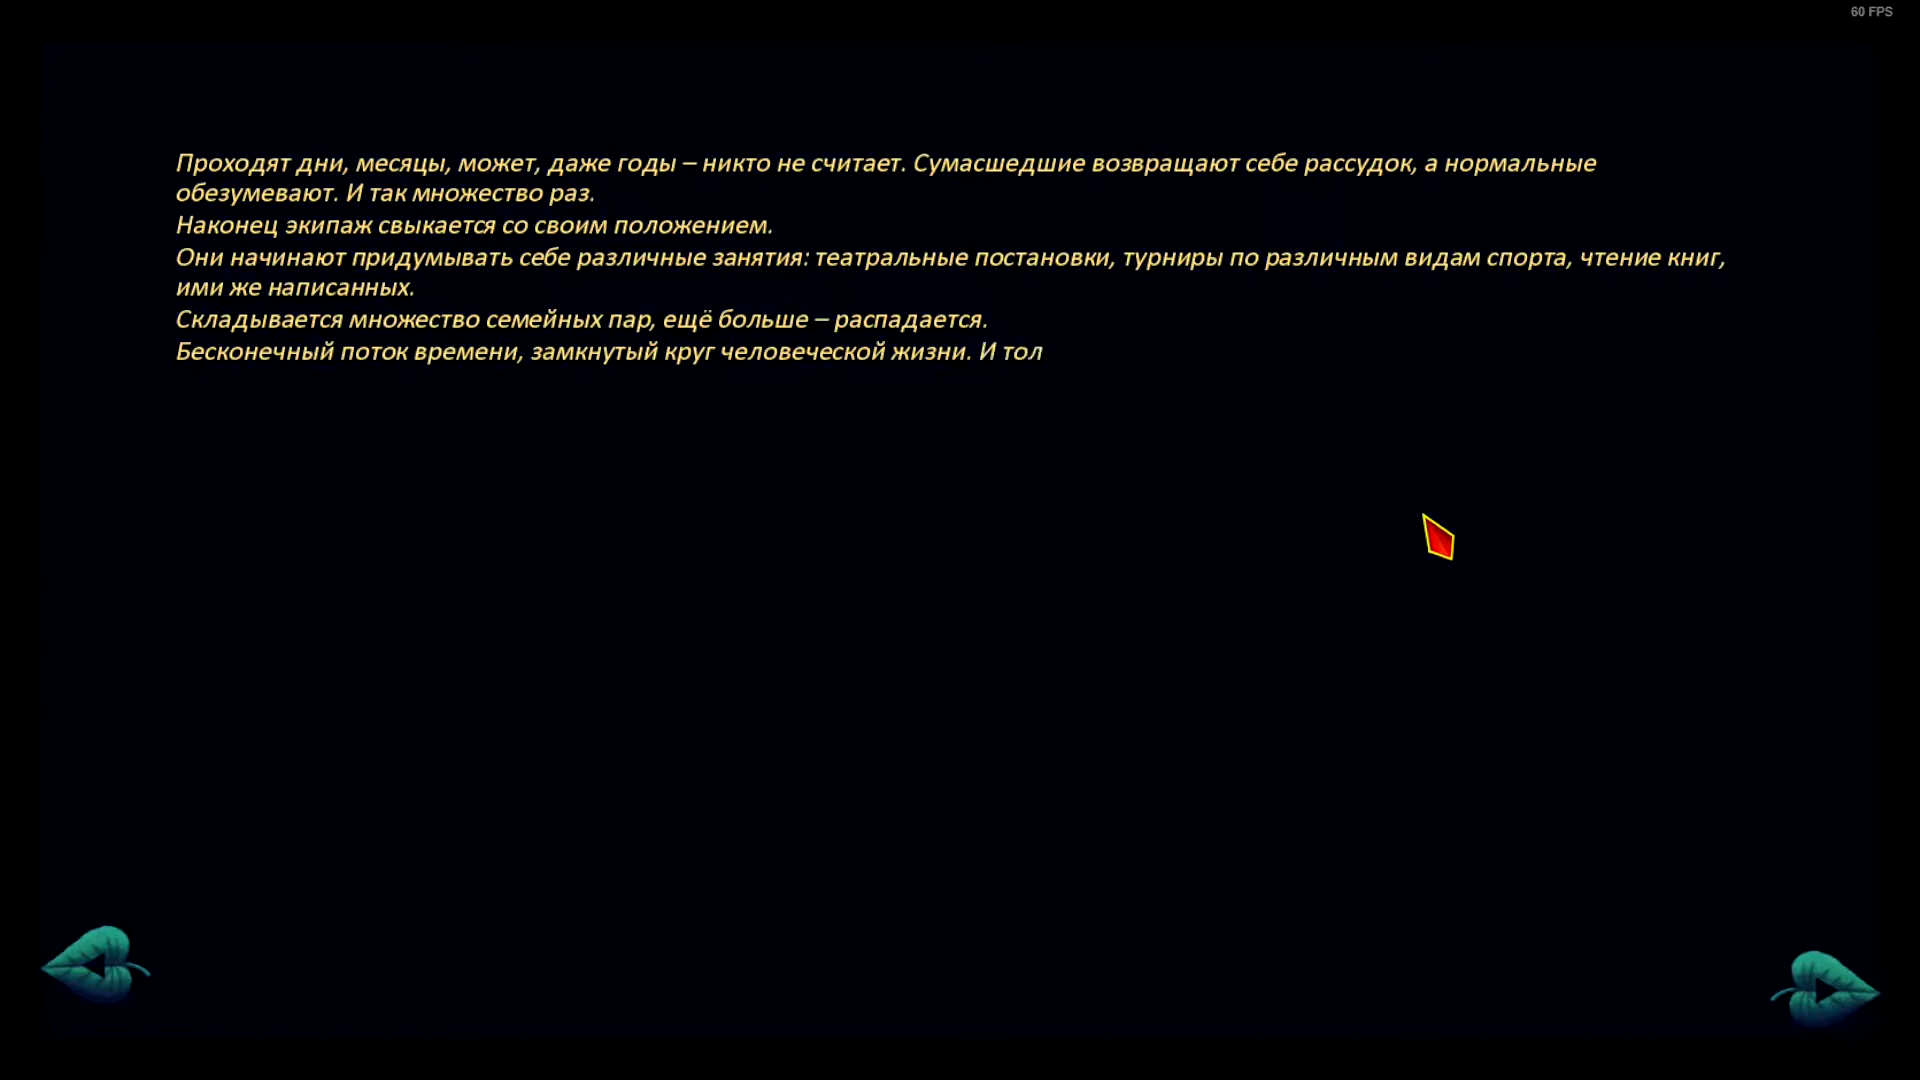 60 FPS
Проходят дни, месяцы, может, даже годы – никто не считает. Сумасшедшие возвращают себе рассудок, а нормальные
обезумевают. И так множество раз.
Наконец экипаж свыкается со своим положением.
Они начинают придумывать себе различные занятия: театральные постановки, турниры по различным видам спорта, чтение книг,
ими же написанных.
Складывается множество семейных пар, ещё больше – распадается.
Бесконечный поток времени, замкнутый круг человеческой жизни. И тол